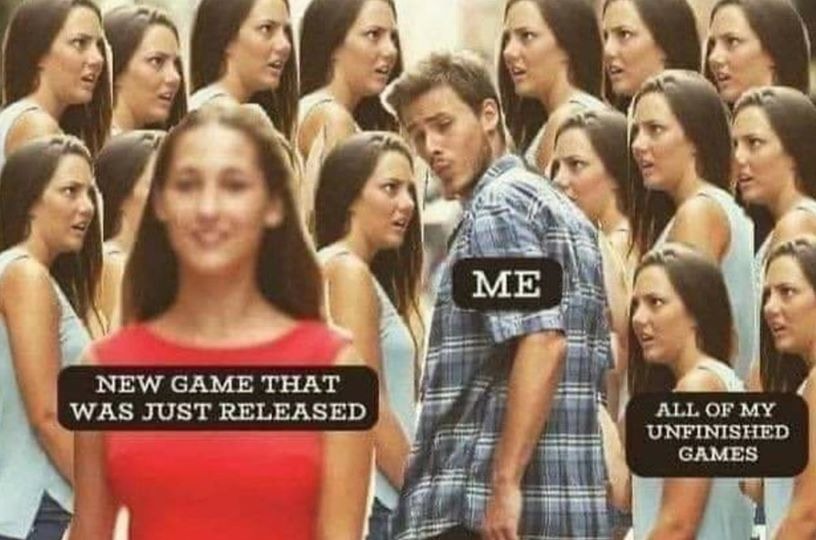 NEW GAME THAT
WAS JUST RELEASED
ME
ALL OF MY
UNFINISHED
GAMES